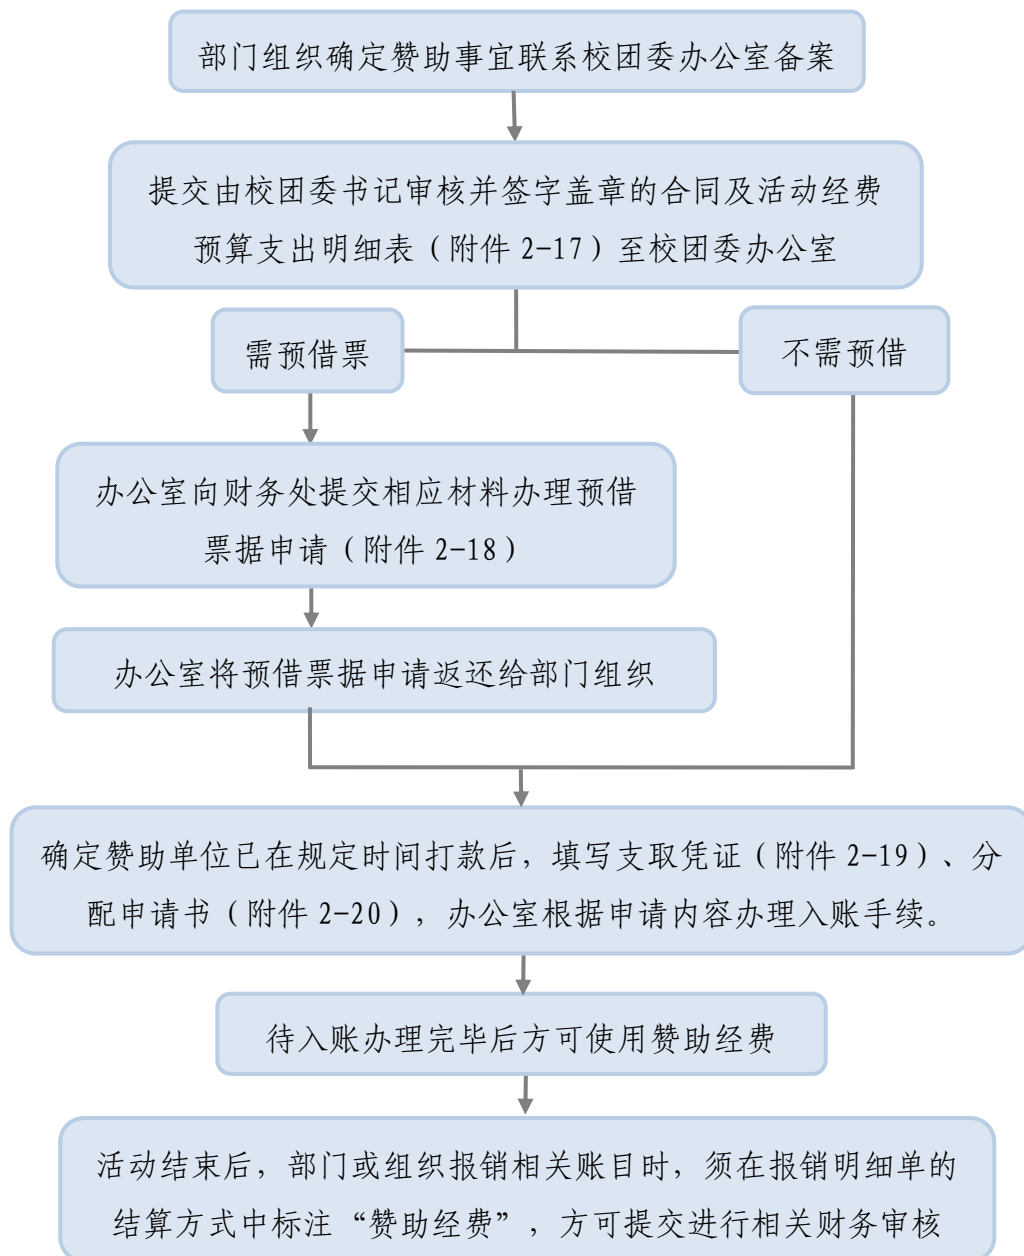 部门组织确定赞助事宜联系校团委办公室备案
提交由校团委书记审核并签字盖章的合同及活动经费
预算支出明细表（附件 2-17）至校团委办公室
需预借票
不需预借
办公室向财务处提交相应材料办理预借
票据申请（附件 2-18）
办公室将预借票据申请返还给部门组织
确定赞助单位已在规定时间打款后，填写支取凭证（附件 2-19）、分
配申请书（附件 2-20），办公室根据申请内容办理入账手续。
待入账办理完毕后方可使用赞助经费
活动结束后，部门或组织报销相关账目时，须在报销明细单的
结算方式中标注“赞助经费”，方可提交进行相关财务审核